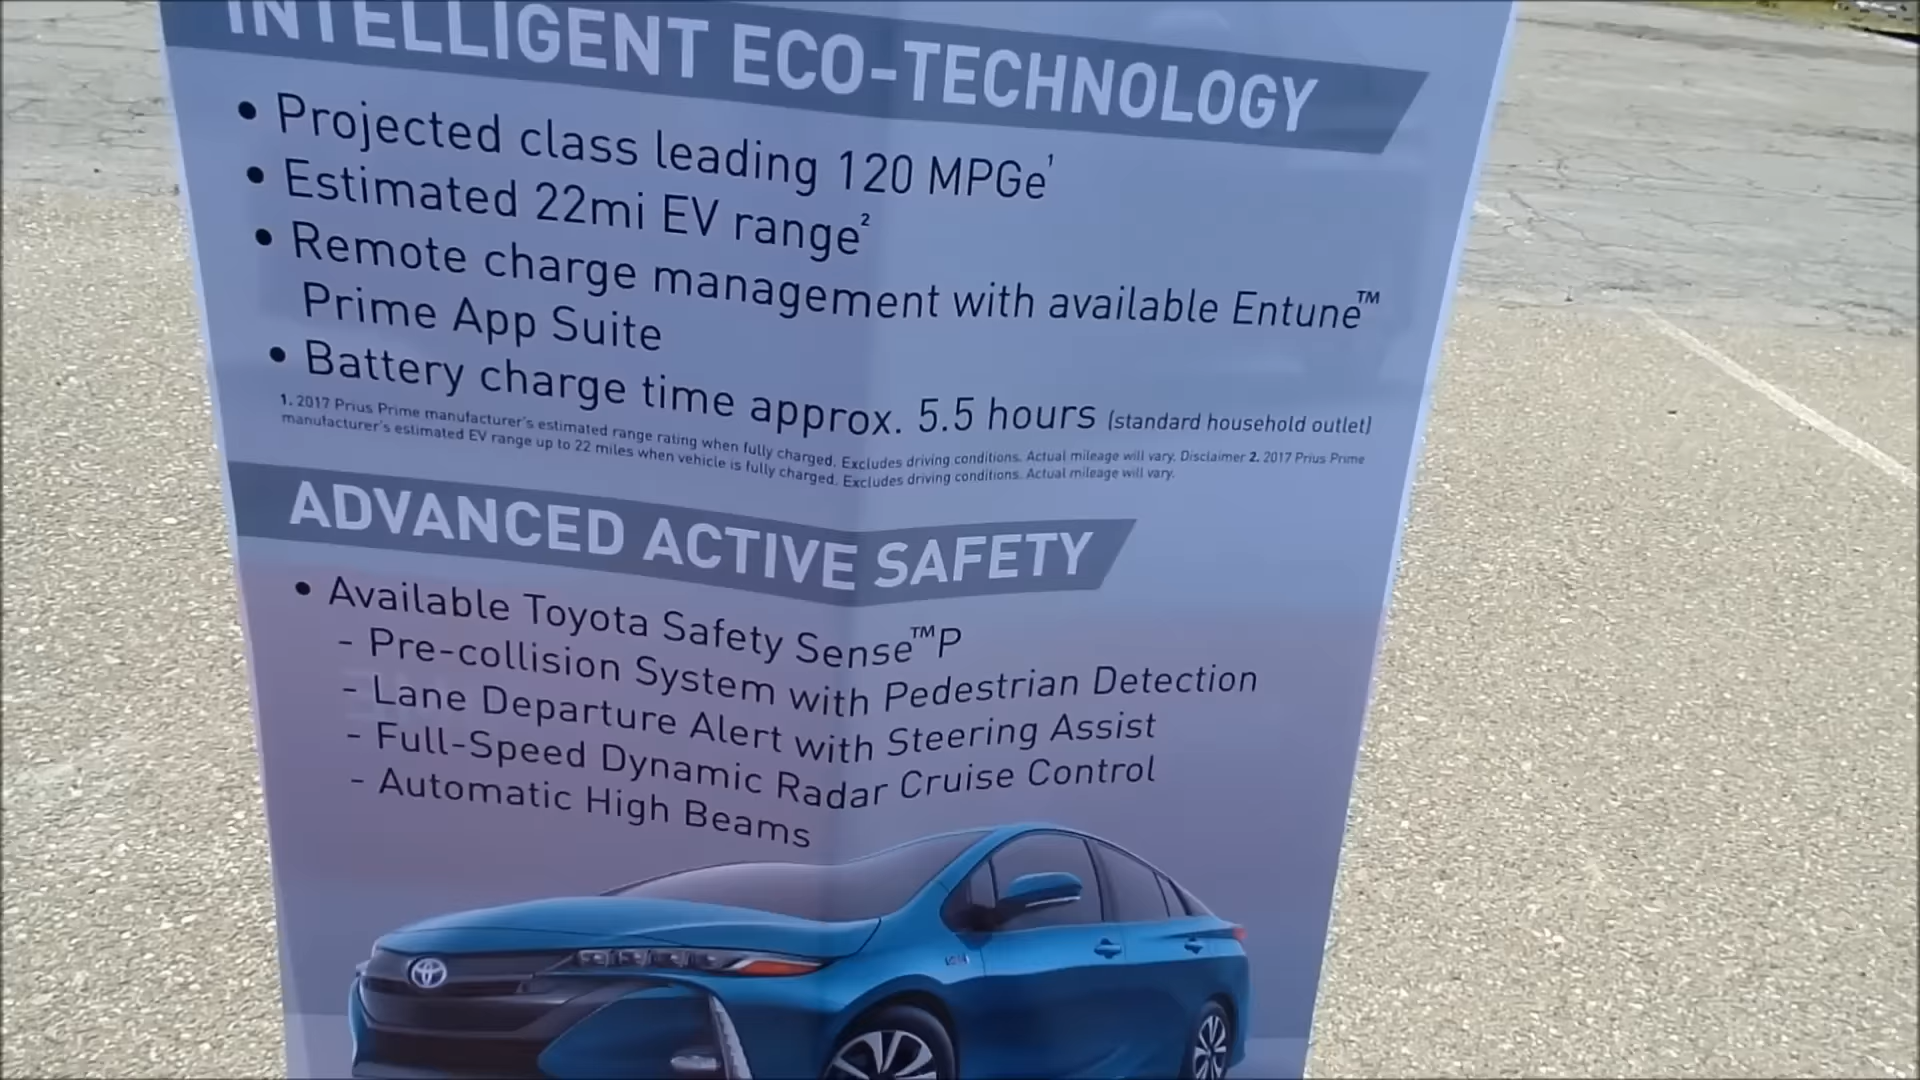 INTELLIGENT ECO-TECHNOLOGY
• Projected class leading 120 MPGe¹
• Estimated 22mi EV range²
• Remote charge management with available Entune™
Prime App Suite
• Battery charge time approx. 5.5 hours (standard household outlet)
1. 2017 Prius Prime manufacturer's estimated range rating when fully charged. Excludes driving conditions. Actual mileage will vary. Disclaimer 2. 2017 Prius Prime
manufacturer's estimated EV range up to 22 miles when vehicle is fully charged. Excludes driving conditions. Actual mileage will vary.
ADVANCED ACTIVE SAFETY
• Available Toyota Safety Sense™ P
- Pre-collision System with Pedestrian Detection
- Lane Departure Alert with Steering Assist
- Full-Speed Dynamic Radar Cruise Control
- Automatic High Beams